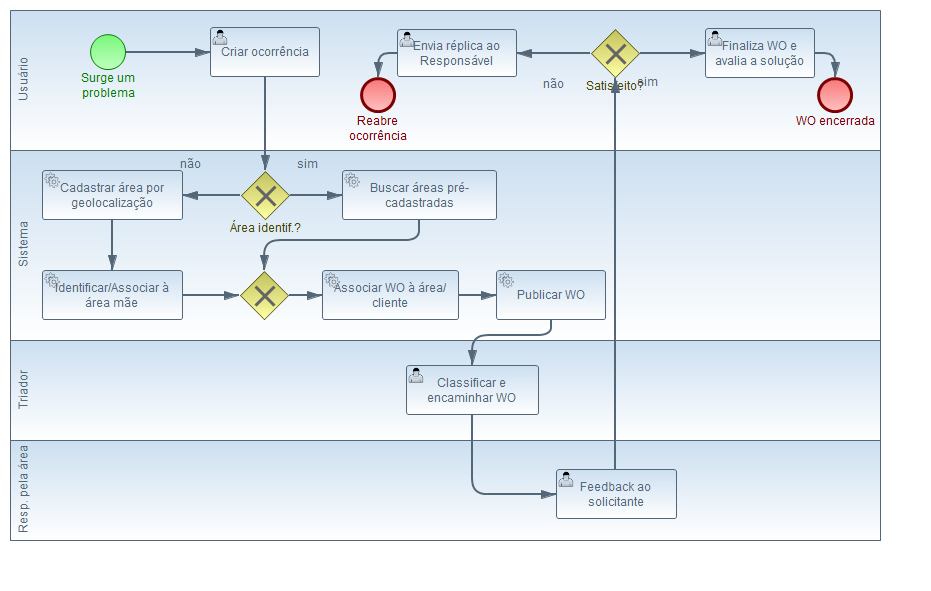 Usuário
Surge um
problema
Criar ocorrência
Envia réplica ao
Responsável
Reabre
ocorrência
não
Satisfeito?
sim
Finaliza WO e
avalia a solução
WO encerrada
Sistema
não
sim
Cadastrar área por
geolocalização
Área identif.?
Buscar áreas pré-
cadastradas
Identificar/Associar à
área mãe
Associar WO à área/
cliente
Publicar WO
Triador
Classificar e
encaminhar WO
Resp. pela área
Feedback ao
solicitante